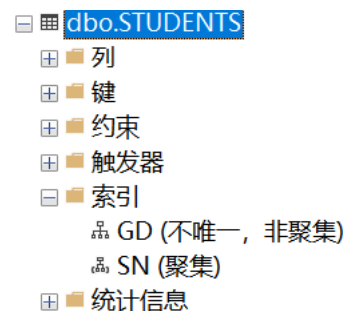 dbo.STUDENTS
列
键
约束
触发器
索引
GD (不唯一，非聚集)
SN (聚集)
统计信息